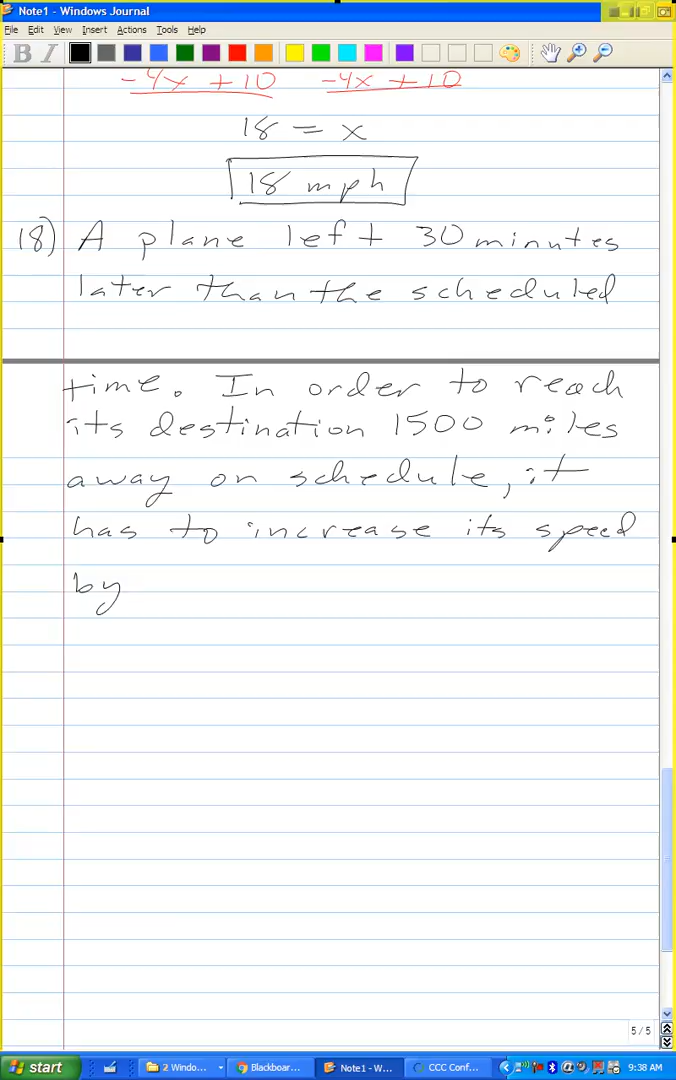 Note1 - Windows Journal
File Edit View Insert Actions Tools Help
B I
-4x + 10 -4x + 10
18 = x
18 mph
18) A plane left 30 minutes
later than the scheduled
time. In order to reach
its destination 1500 miles
away on schedule, it
has to increase its speed
by
5 / 5
start 2 Windo... Blackboar... Note1 - W... CCC Conf... 9:38 AM